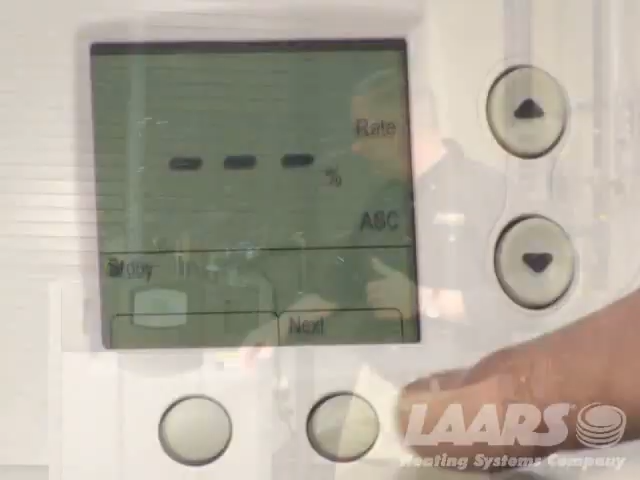 Rate
- - - %
ASC
Next
LAARS
Heating Systems Company